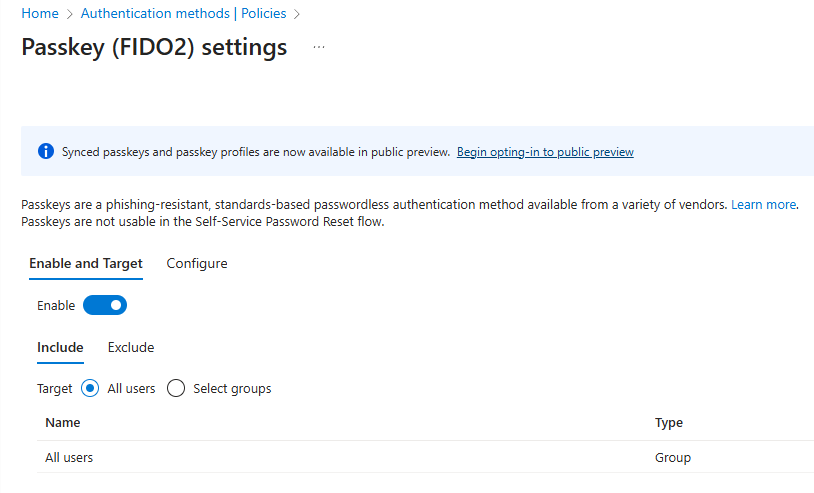 Home > Authentication methods | Policies >
Passkey (FIDO2) settings ...
Synced passkeys and passkey profiles are now available in public preview. Begin opting-in to public preview
Passkeys are a phishing-resistant, standards-based passwordless authentication method available from a variety of vendors. Learn more.
Passkeys are not usable in the Self-Service Password Reset flow.
Enable and Target Configure
Enable
Include Exclude
Target All users Select groups
Name Type
All users Group